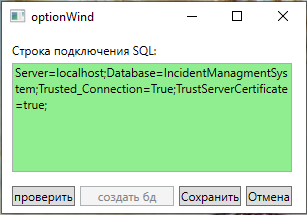 optionWind
Строка подключения SQL:
Server=localhost;Database=IncidentManagmentSys
tem;Trusted_Connection=True;TrustServerCertificate
=true;
проверить создать бд Сохранить Отмена